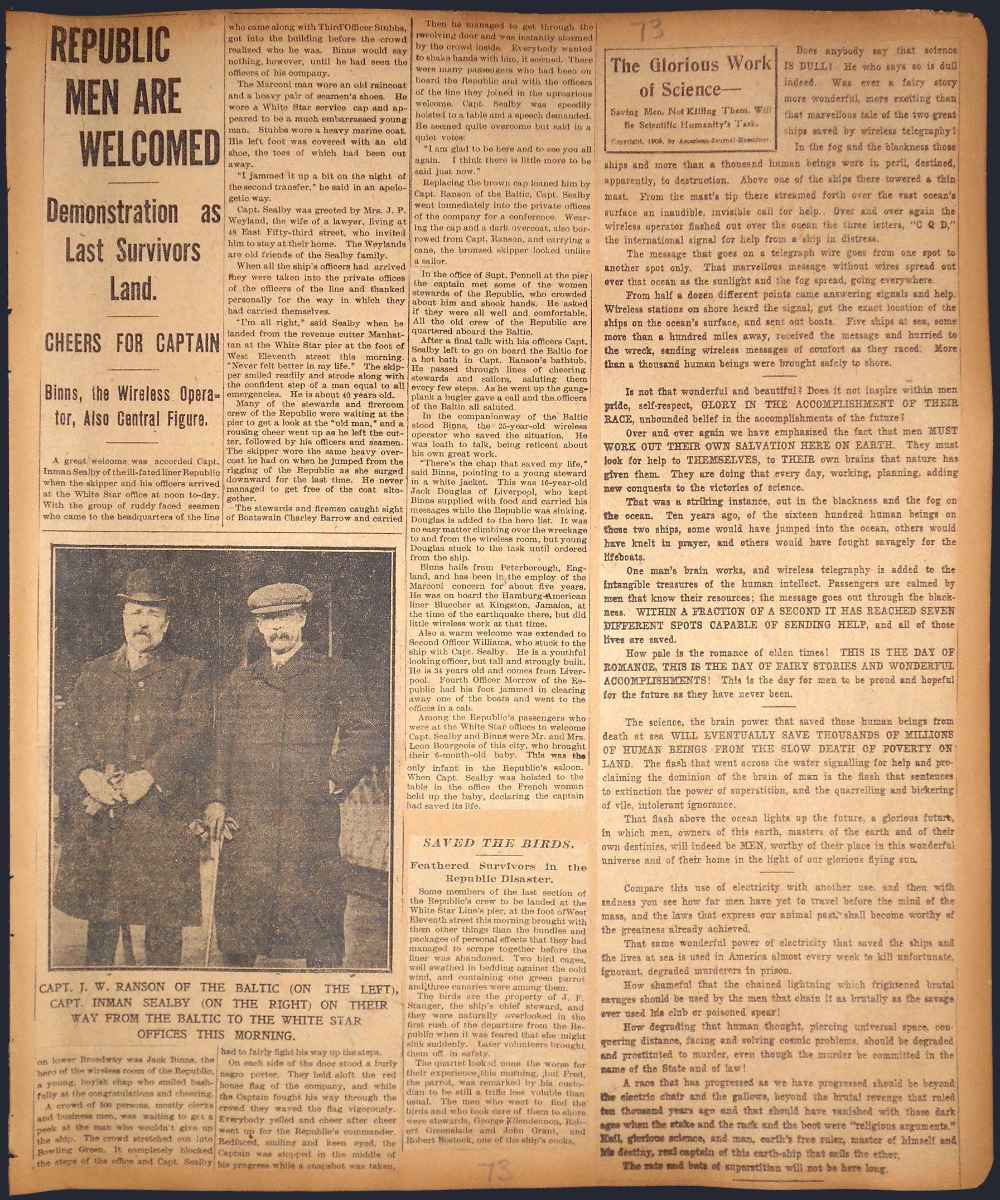 73
REPUBLIC
MEN ARE
WELCOMED
Demonstration as
Last Survivors
Land.
CHEERS FOR CAPTAIN
Binns, the Wireless Opera-
tor, Also Central Figure.
A great welcome was accorded Capt.
Inman Sealby of the ill-fated liner Republic
when the skipper and his officers arrived
at the White Star office at noon to-day.
With the group of ruddy faced seamen
who came to the headquarters of the line
CAPT. J. W. RANSON OF THE BALTIC (ON THE LEFT),
CAPT. INMAN SEALBY (ON THE RIGHT) ON THEIR
WAY FROM THE BALTIC TO THE WHITE STAR
OFFICES THIS MORNING.
on lower Broadway was Jack Binns, the
hero of the wireless room of the Republic,
a young, boyish chap who smiled bash-
fully at the congratulations and cheering.
A crowd of 500 persons, mostly clerks
and business men, was waiting to get a
peek at the man who wouldn't give up
the ship. The crowd stretched out into
Bowling Green. It completely blocked
the steps of the office and Capt. Sealby
had to fairly fight his way up the steps.
On each side of the door stood a burly
negro porter. They held aloft the red
house flag of the company, and while
the Captain fought his way through the
crowd they waved the flag vigorously.
Everybody yelled and cheer after cheer
went up for the Republic's commander.
Reduced, smiling and keen eyed, the
Captain was stopped in the middle of
his progress while a snapshot was taken,
who came along with Third Officer Stubbs,
got into the building before the crowd
realized who he was. Binns would say
nothing, however, until he had seen the
officers of his company.
The Marconi man wore an old raincoat
and a heavy pair of seamen's shoes. He
wore a White Star service cap and ap-
peared to be a much embarrassed young
man. Stubbs wore a heavy marine coat.
His left foot was covered with an old
shoe, the toes of which had been cut
away.
"I jammed it up a bit on the night of
the second transfer," he said in an apolo-
getic way.
Capt. Sealby was greeted by Mrs. J. P.
Weyland, the wife of a lawyer, living at
48 East Fifty-third street, who invited
him to stay at their home. The Weylands
are old friends of the Sealby family.
When all the ship's officers had arrived
they were taken into the private offices
of the officers of the line and thanked
personally for the way in which they
had carried themselves.
"I'm all right," said Sealby when he
landed from the revenue cutter Manhat-
tan at the White Star pier at the foot of
West Eleventh street this morning.
"Never felt better in my life." The skip-
per smiled readily and strode along with
the confident step of a man equal to all
emergencies. He is about 40 years old.
Many of the stewards and fireroom
crew of the Republic were waiting at the
pier to get a look at the "old man," and a
rousing cheer went up as he left the cut-
ter, followed by his officers and seamen.
The skipper wore the same heavy over-
coat he had on when he jumped from the
rigging of the Republic as she surged
downward for the last time. He never
managed to get free of the coat alto-
gether.
The stewards and firemen caught sight
of Boatswain Charley Barrow and carried
Then he managed to get through the
revolving door and was instantly stormed
by the crowd inside. Everybody wanted
to shake hands with him, it seemed. There
were many passengers who had been on
board the Republic and with the officers
of the line they joined in the uproarious
welcome. Capt. Sealby was speedily
hoisted to a table and a speech demanded.
He seemed quite overcome but said in a
quiet voice:
"I am glad to be here and to see you all
again. I think there is little more to be
said just now."
Replacing the brown cap loaned him by
Capt. Ranson of the Baltic, Capt. Sealby
went immediately into the private offices
of the company for a conference. Wear-
ing the cap and a dark overcoat, also bor-
rowed from Capt. Ranson, and carrying a
cane, the bronzed skipper looked unlike
a sailor.
In the office of Supt. Pennell at the pier
the captain met some of the women
stewards of the Republic, who crowded
about him and shook hands. He asked
if they were all well and comfortable.
All the old crew of the Republic are
quartered aboard the Baltic.
After a final talk with his officers Capt.
Sealby left to go on board the Baltic for
a hot bath in Capt. Ranson's bathtub.
He passed through lines of cheering
stewards and sailors, saluting them
every few steps. As he went up the gang-
plank a bugler gave a call and the officers
of the Baltic all saluted.
In the companionway of the Baltic
stood Binns, the 25-year-old wireless
operator who saved the situation. He
was loath to talk, being reticent about
his own great work.
"There's the chap that saved my life,"
said Binns, pointing to a young steward
in a white jacket. This was 16-year-old
Jack Douglas of Liverpool, who kept
Binns supplied with food and carried his
messages while the Republic was sinking.
Douglas is added to the hero list. It was
no easy matter climbing over the wreckage
to and from the wireless room, but young
Douglas stuck to the task until ordered
from the ship.
Binns hails from Peterborough, Eng-
land, and has been in the employ of the
Marconi concern for about five years.
He was on board the Hamburg-American
liner Bluecher at Kingston, Jamaica, at
the time of the earthquake there, but did
little wireless work at that time.
Also a warm welcome was extended to
Second Officer Williams, who stuck to the
ship with Capt. Sealby. He is a youthful
looking officer, but tall and strongly built.
He is 34 years old and comes from Liver-
pool. Fourth Officer Morrow of the Re-
public had his foot jammed in clearing
away one of the boats and went to the
offices in a cab.
Among the Republic's passengers who
were at the White Star offices to welcome
Capt. Sealby and Binns were Mr. and Mrs.
Leon Bourgeois of this city, who brought
their 6-month-old baby. This was the
only infant in the Republic's saloon.
When Capt. Sealby was hoisted to the
table in the office the French woman
held up the baby, declaring the captain
had saved its life.
SAVED THE BIRDS.
Feathered Survivors in the
Republic Disaster.
Some members of the last section of
the Republic's crew to be landed at the
White Star Line's pier, at the foot of West
Eleventh street this morning brought with
them other things than the bundles and
packages of personal effects that they had
managed to scrape together before the
liner was abandoned. Two bird cages,
well swathed in bedding against the cold
wind, and containing one green parrot
and three canaries were among them.
The birds are the property of J. F.
Stanger, the ship's chief steward, and
they were naturally overlooked in the
first rush of the departure from the Re-
public when it was feared that she might
sink suddenly. Later volunteers brought
them off in safety.
The quartet looked none the worse for
their experience this morning, but Fred,
the parrot, was remarked by his custo-
dian to be still a trifle less voluble than
usual. The men who went to find the
birds and who took care of them to shore
were stewards, George Hendennon, Rob-
ert Greenslade and John Grant, and
Robert Bostock, one of the ship's cooks.
73
The Glorious Work
of Science—
Saving Men, Not Killing Them, Will
Be Scientific Humanity's Task.
Copyright, 1909, by American-Journal-Examiner.
Does anybody say that science
IS DULL? He who says so is dull
indeed. Was ever a fairy story
more wonderful, more exciting than
that marvellous tale of the two great
ships saved by wireless telegraphy?
In the fog and the blackness those
ships and more than a thousand human beings were in peril, destined,
apparently, to destruction. Above one of the ships there towered a thin
mast. From the mast's tip there streamed forth over the vast ocean's
surface an inaudible, invisible call for help. Over and over again the
wireless operator flashed out over the ocean the three letters, "C Q D,"
the international signal for help from a ship in distress.
The message that goes on a telegraph wire goes from one spot to
another spot only. That marvellous message without wires spread out
over that ocean as the sunlight and the fog spread, going everywhere.
From half a dozen different points came answering signals and help.
Wireless stations on shore heard the signal, got the exact location of the
ships on the ocean's surface, and sent out boats. Five ships at sea, some
more than a hundred miles away, received the message and hurried to
the wreck, sending wireless messages of comfort as they raced. More
than a thousand human beings were brought safely to shore.
Is not that wonderful and beautiful? Does it not inspire within men
pride, self-respect, GLORY IN THE ACCOMPLISHMENT OF THEIR
RACE, unbounded belief in the accomplishments of the future?
Over and over again we have emphasized the fact that men MUST
WORK OUT THEIR OWN SALVATION HERE ON EARTH. They must
look for help to THEMSELVES, to THEIR own brains that nature has
given them. They are doing that every day, working, planning, adding
new conquests to the victories of science.
That was a striking instance, out in the blackness and the fog on
the ocean. Ten years ago, of the sixteen hundred human beings on
those two ships, some would have jumped into the ocean, others would
have knelt in prayer, and others would have fought savagely for the
lifeboats.
One man's brain works, and wireless telegraphy is added to the
intangible treasures of the human intellect. Passengers are calmed by
men that know their resources; the message goes out through the black-
ness. WITHIN A FRACTION OF A SECOND IT HAS REACHED SEVEN
DIFFERENT SPOTS CAPABLE OF SENDING HELP, and all of those
lives are saved.
How pale is the romance of olden times! THIS IS THE DAY OF
ROMANCE, THIS IS THE DAY OF FAIRY STORIES AND WONDERFUL
ACCOMPLISHMENTS! This is the day for men to be proud and hopeful
for the future as they have never been.
The science, the brain power that saved these human beings from
death at sea WILL EVENTUALLY SAVE THOUSANDS OF MILLIONS
OF HUMAN BEINGS FROM THE SLOW DEATH OF POVERTY ON
LAND. The flash that went across the water signalling for help and pro-
claiming the dominion of the brain of man is the flash that sentences
to extinction the power of superstition, and the quarrelling and bickering
of vile, intolerant ignorance.
That flash above the ocean lights up the future, a glorious future,
in which men, owners of this earth, masters of the earth and of their
own destinies, will indeed be MEN, worthy of their place in this wonderful
universe and of their home in the light of our glorious flying sun.
Compare this use of electricity with another use, and then with
sadness you see how far men have yet to travel before the mind of the
mass, and the laws that express our animal past, shall become worthy of
the greatness already achieved.
That same wonderful power of electricity that saved the ships and
the lives at sea is used in America almost every week to kill unfortunate,
ignorant, degraded murderers in prison.
How shameful that the chained lightning which frightened brutal
savages should be used by the men that chain it as brutally as the savage
ever used his club or poisoned spear!
How degrading that human thought, piercing universal space, con-
quering distance, facing and solving cosmic problems, should be degraded
and prostituted to murder, even though the murder be committed in the
name of the State and of law!
A race that has progressed as we have progressed should be beyond
the electric chair and the gallows, beyond the brutal revenge that ruled
ten thousand years ago and that should have vanished with those dark
ages when the stake and the rack and the boot were "religious arguments."
Hail, glorious science, and man, earth's free ruler, master of himself and
his destiny, real captain of this earth-ship that sails the ether.
The rats and bats of superstition will not be here long.